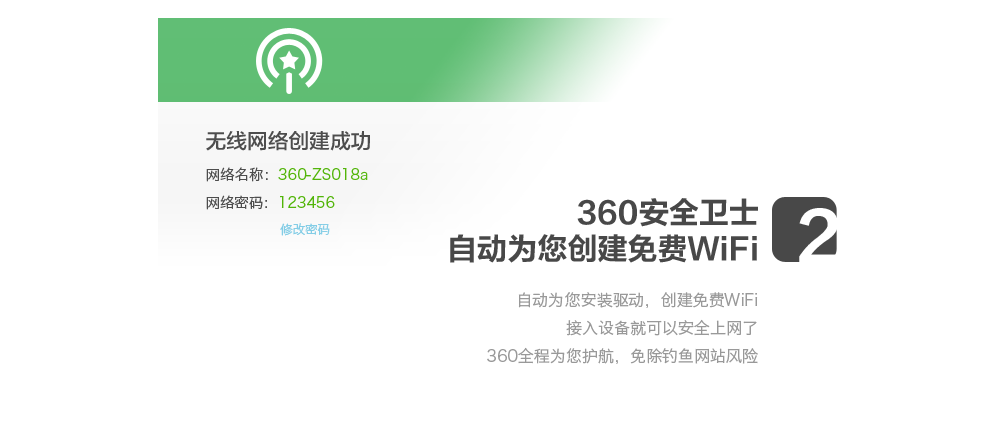 无线网络创建成功
网络名称：360-ZS018a
网络密码：123456
修改密码
360安全卫士
自动为您创建免费WiFi
2
自动为您安装驱动，创建免费WiFi
接入设备就可以安全上网了
360全程为您护航，免除钓鱼网站风险